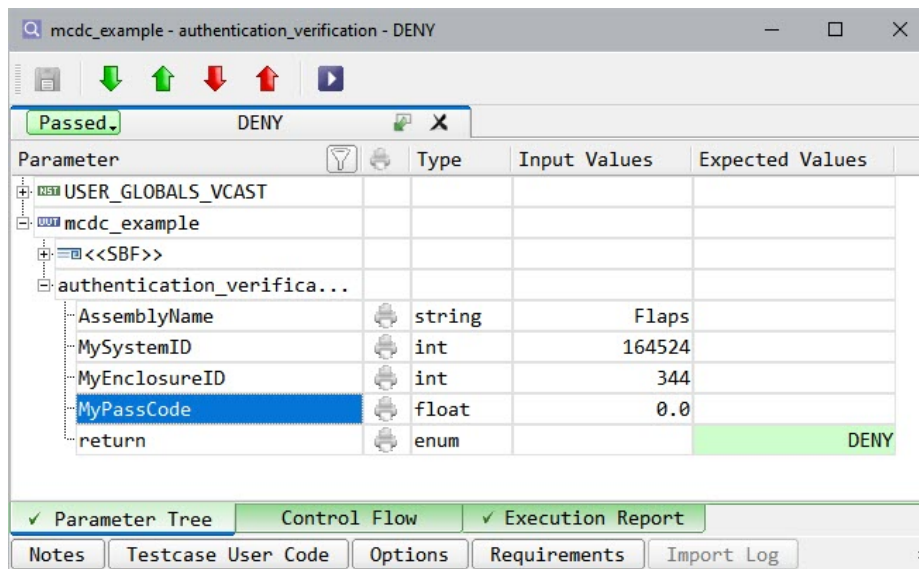 mcdc_example - authentication_verification - DENY
Passed DENY
Parameter Type Input Values Expected Values
USER_GLOBALS_VCAST
UUT mcdc_example
<<SBF>>
authentication_verifica...
AssemblyName string Flaps
MySystemID int 164524
MyEnclosureID int 344
MyPassCode float 0.0
return enum DENY
Parameter Tree Control Flow Execution Report
Notes Testcase User Code Options Requirements Import Log